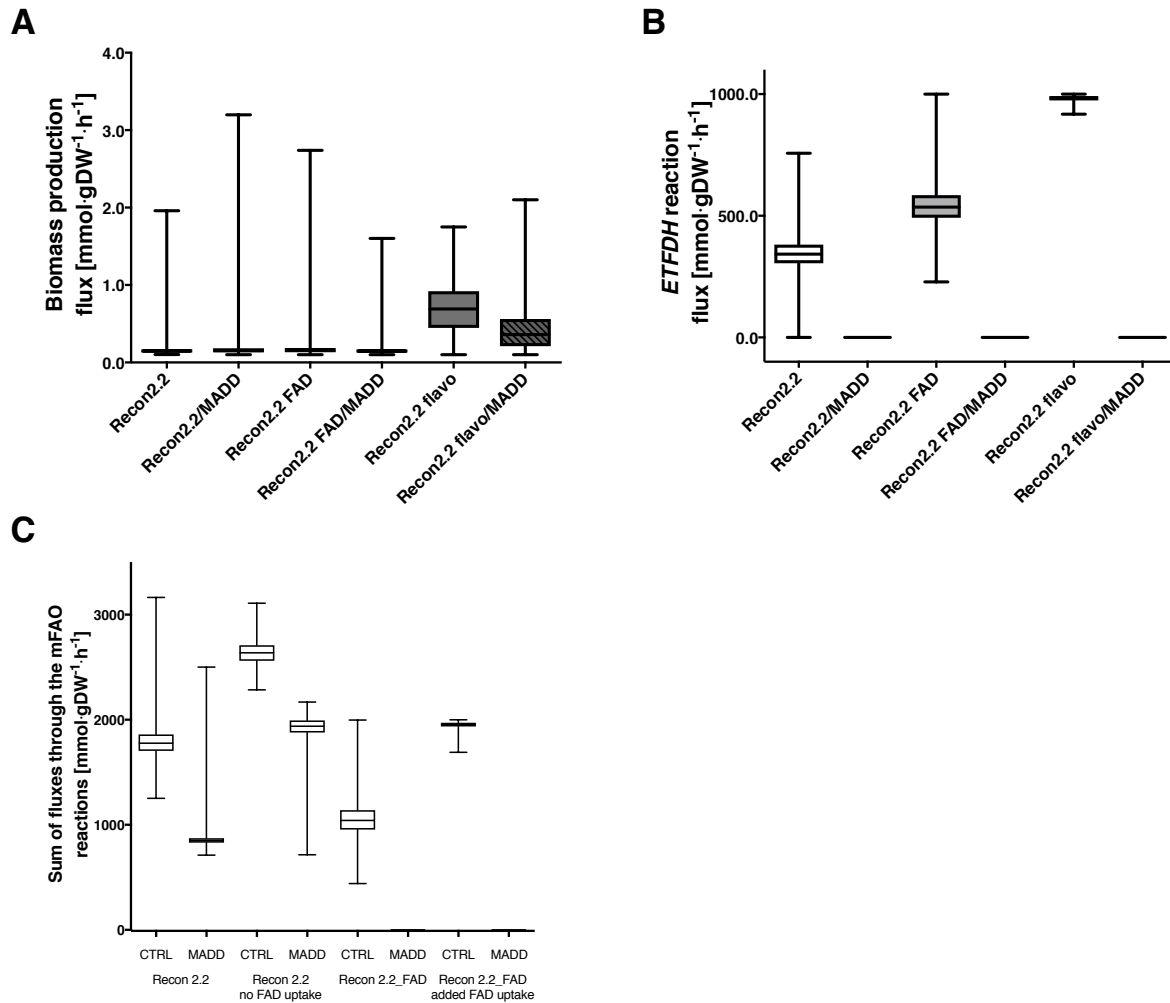 A
Biomass production
flux [mmol·gDW⁻¹·h⁻¹]
4.0
3.0
2.0
1.0
0.0
Recon2.2
Recon2.2/MADD
Recon2.2 FAD
Recon2.2 FAD/MADD
Recon2.2 flavo
Recon2.2 flavo/MADD
B
ETFDH reaction
flux [mmol·gDW⁻¹·h⁻¹]
1000.0
500.0
0.0
Recon2.2
Recon2.2/MADD
Recon2.2 FAD
Recon2.2 FAD/MADD
Recon2.2 flavo
Recon2.2 flavo/MADD
C
Sum of fluxes through the mFAO
reactions [mmol·gDW⁻¹·h⁻¹]
3000
2000
1000
0
CTRL MADD CTRL MADD CTRL MADD CTRL MADD
Recon 2.2 Recon 2.2 Recon 2.2_FAD Recon 2.2_FAD
no FAD uptake added FAD uptake